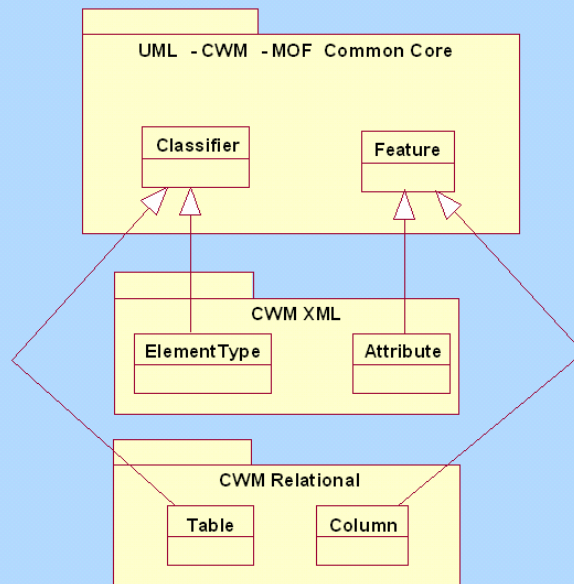 UML - CWM - MOF Common Core
Classifier
Feature
CWM XML
ElementType
Attribute
CWM Relational
Table
Column